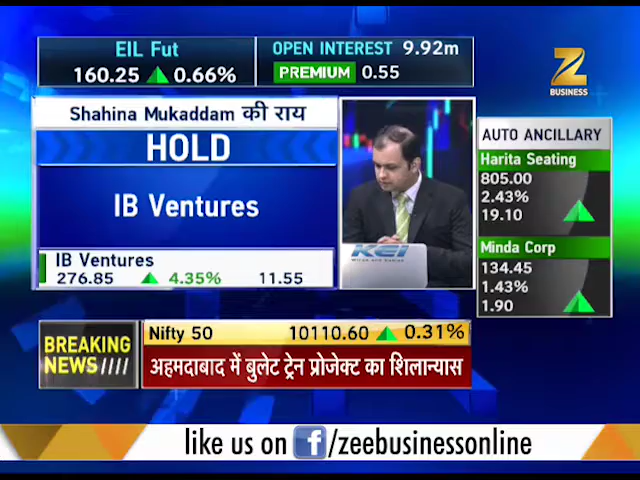 EIL Fut
160.25 ▲ 0.66%
OPEN INTEREST 9.92m
PREMIUM 0.55
Z
BUSINESS
Shahina Mukaddam की राय
HOLD
IB Ventures
IB Ventures
276.85 ▲ 4.35% 11.55
KEI
AUTO ANCILLARY
Harita Seating
805.00
2.43%
19.10 ▲
Minda Corp
134.45
1.43%
1.90 ▲
BREAKING
NEWS////
Nifty 50 10110.60 ▲ 0.31%
अहमदाबाद में बुलेट ट्रेन प्रोजेक्ट का शिलान्यास
like us on f/zeebusinessonline